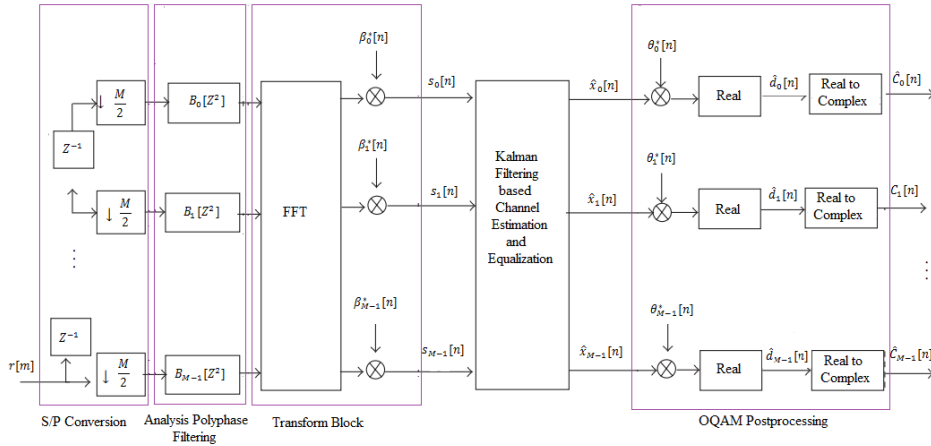 β₀*[n]
θ₀*[n]
↓ M/2
B₀[Z²]
s₀[n]
x̂₀[n]
Real
d̂₀[n]
Real to
Complex
Ĉ₀[n]
Z⁻¹
β₁*[n]
θ₁*[n]
↓ M/2
B₁[Z²]
FFT
s₁[n]
Kalman
Filtering
based
Channel
Estimation
and
Equalization
x̂₁[n]
Real
d̂₁[n]
Real to
Complex
C₁[n]
⋮
...
⋮
β*_{M−1}[n]
θ*_{M−1}[n]
Z⁻¹
r[m]
↓ M/2
B_{M−1}[Z²]
s_{M−1}[n]
x̂_{M−1}[n]
Real
d̂_{M−1}[n]
Real to
Complex
Ĉ_{M−1}[n]
S/P Conversion
Analysis Polyphase
Filtering
Transform Block
OQAM Postprocessing